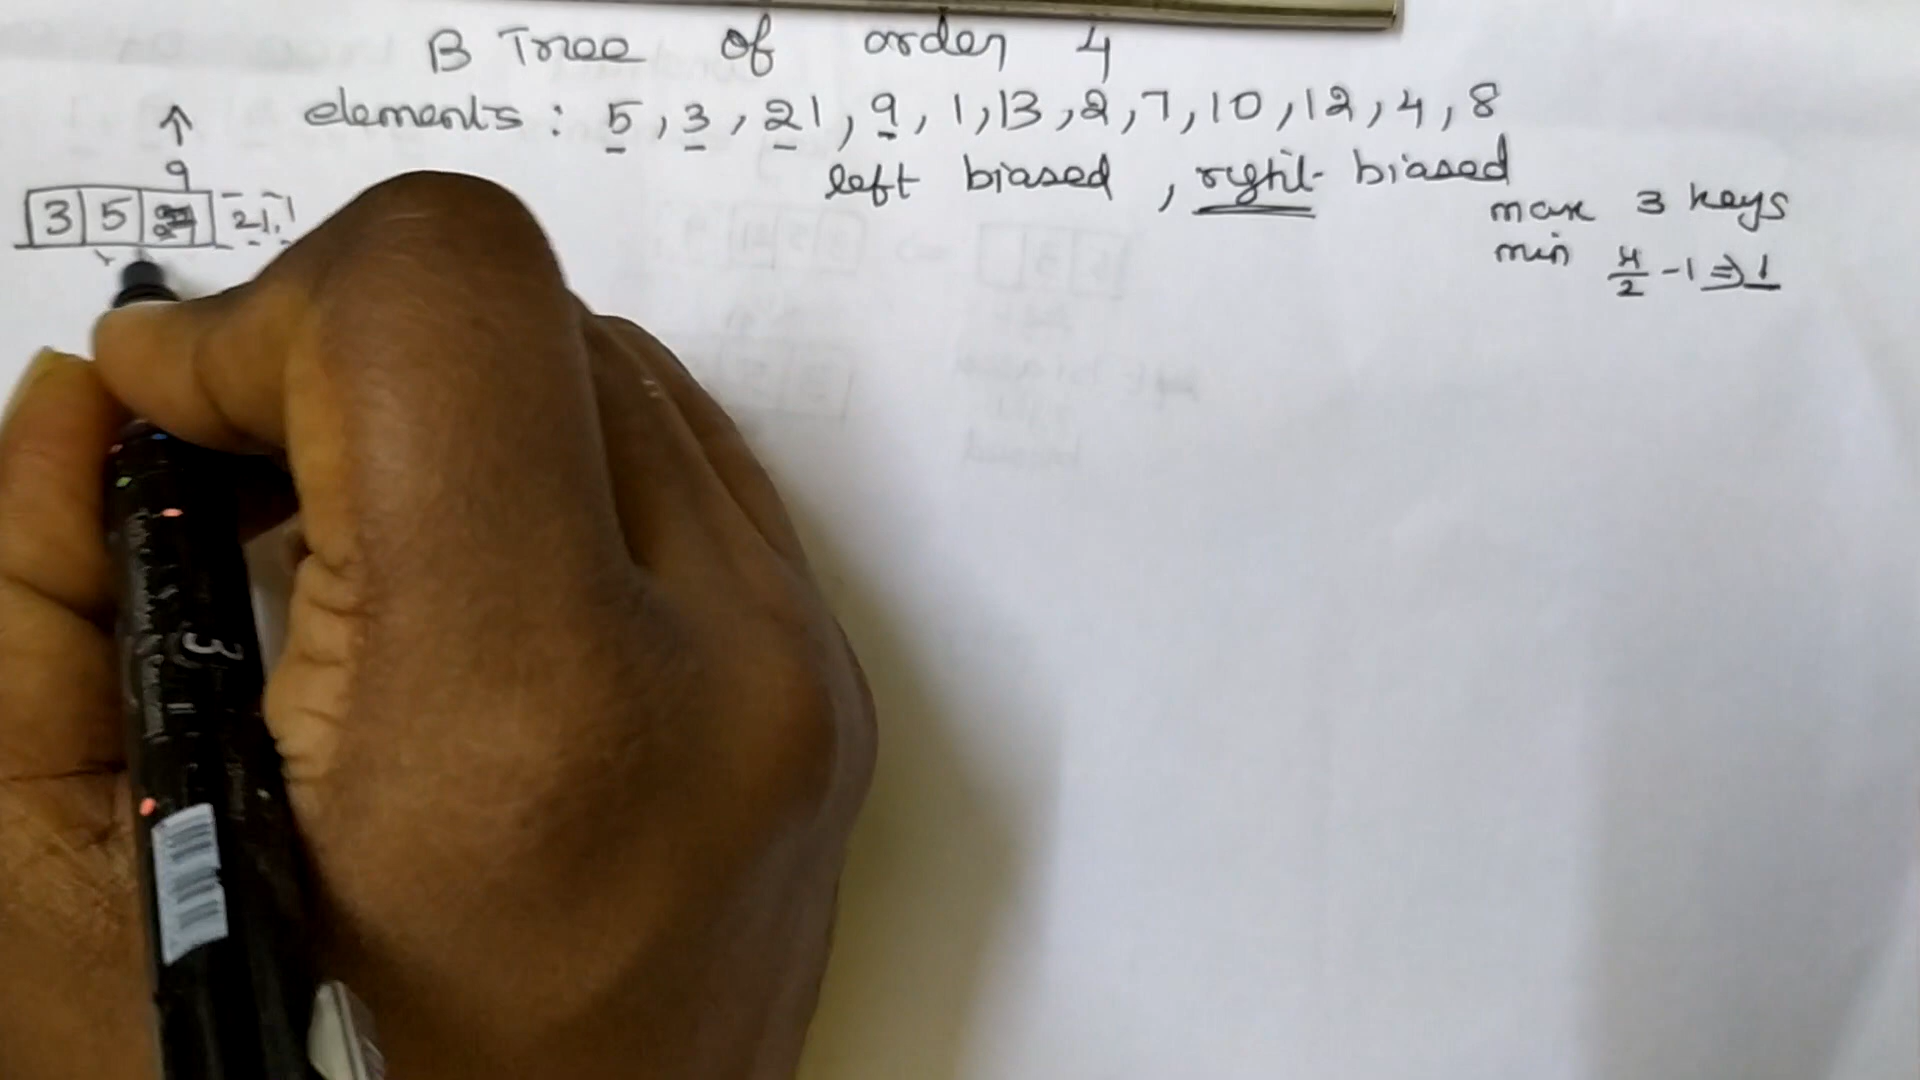 B Tree of order 4
elements : 5, 3, 21, 9, 1, 13, 2, 7, 10, 12, 4, 8
left biased, right biased
max 3 keys
min 4/2 -1 ⇒ 1
↑
9
3 5 21